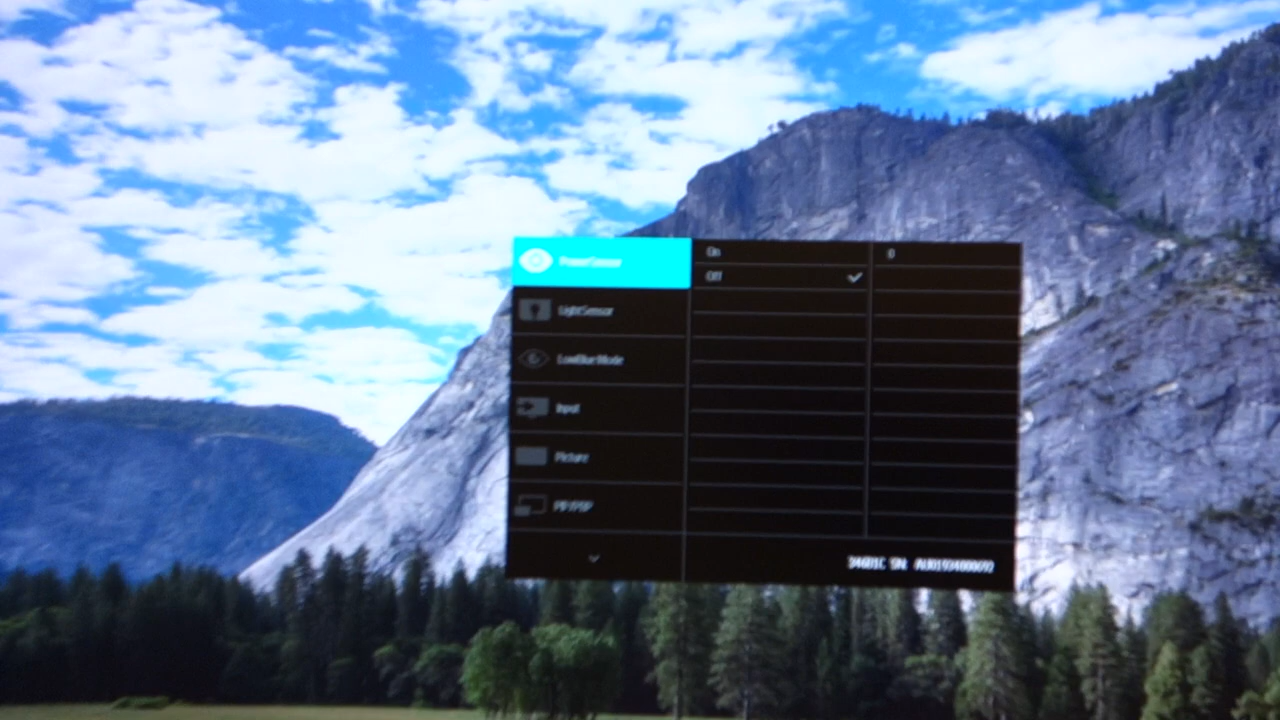 PowerSensor
LightSensor
LowBlue Mode
Input
Picture
PIP/PBP
On
Off
0